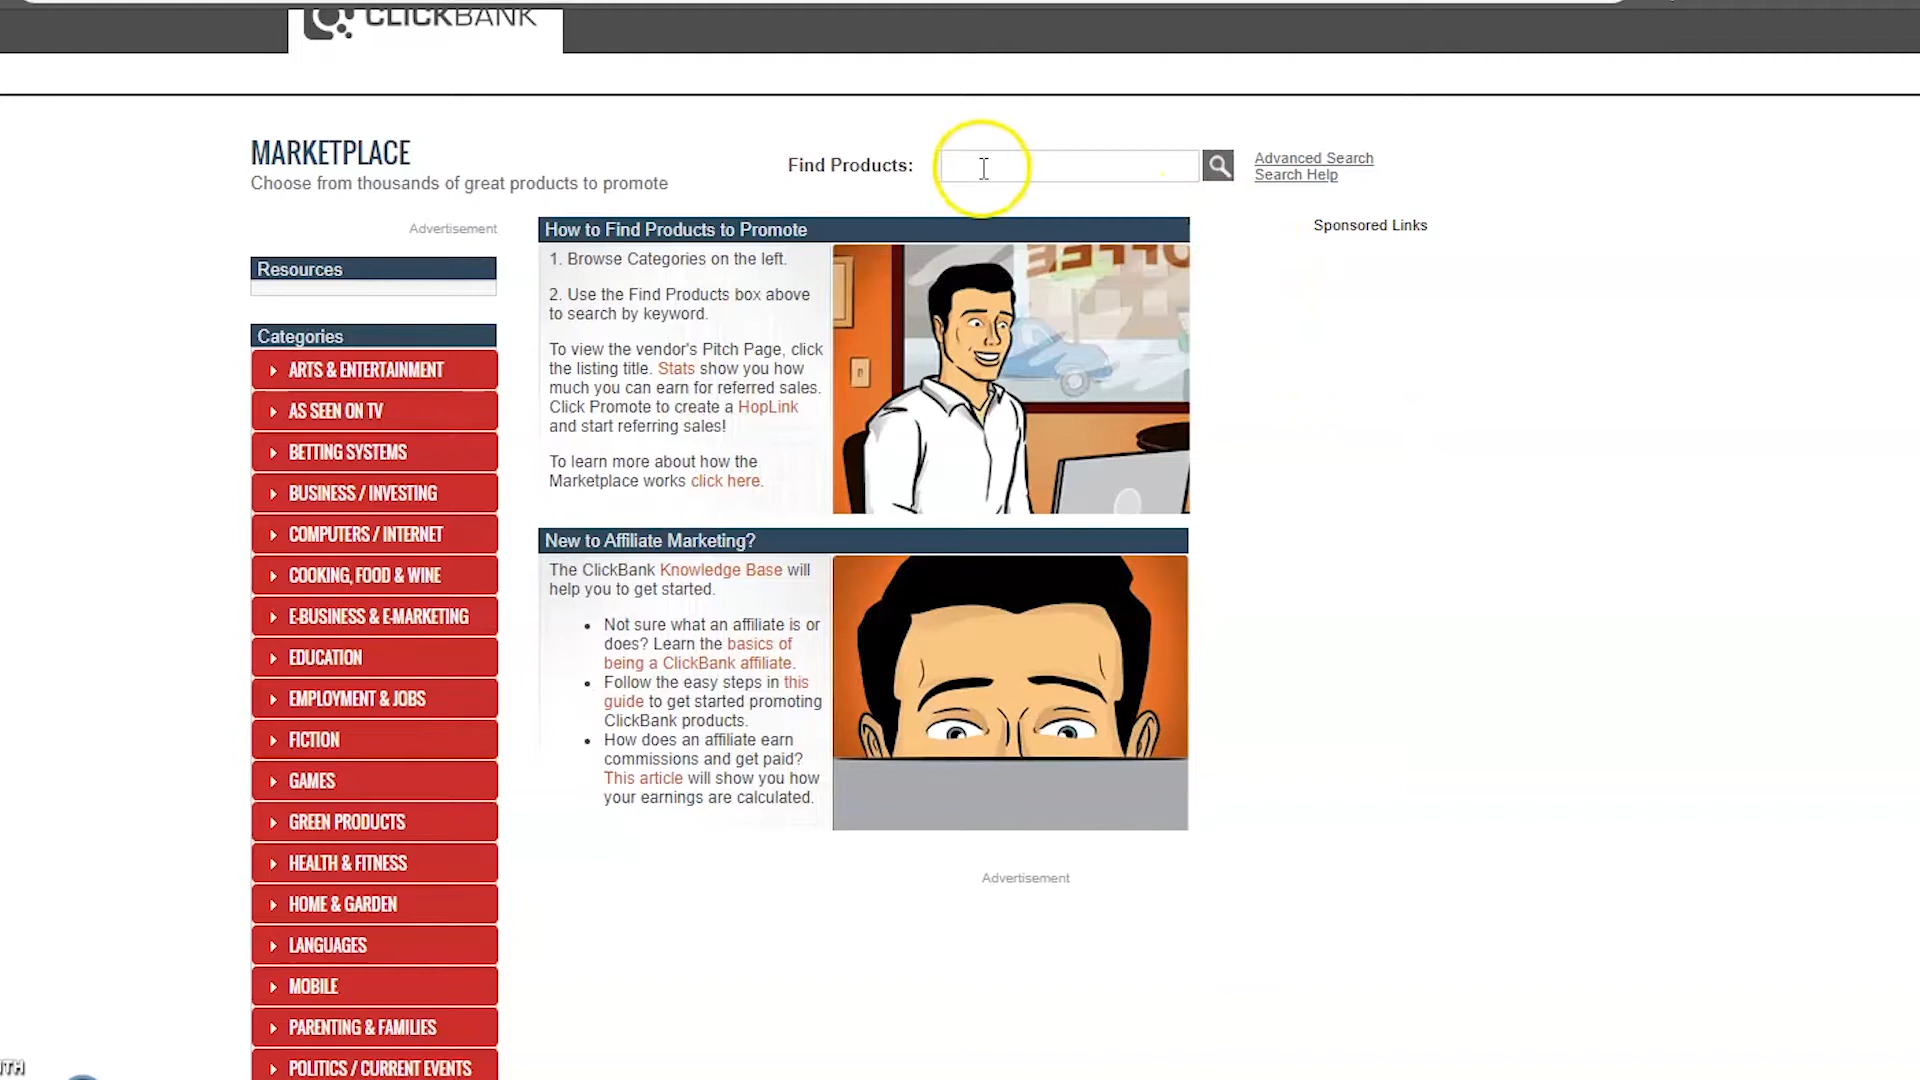 CLICKBANK
MARKETPLACE
Choose from thousands of great products to promote
Find Products:
Advanced Search
Search Help
Advertisement
Resources
Categories
ARTS & ENTERTAINMENT
AS SEEN ON TV
BETTING SYSTEMS
BUSINESS / INVESTING
COMPUTERS / INTERNET
COOKING, FOOD & WINE
E-BUSINESS & E-MARKETING
EDUCATION
EMPLOYMENT & JOBS
FICTION
GAMES
GREEN PRODUCTS
HEALTH & FITNESS
HOME & GARDEN
LANGUAGES
MOBILE
PARENTING & FAMILIES
POLITICS / CURRENT EVENTS
How to Find Products to Promote
1. Browse Categories on the left.
2. Use the Find Products box above
to search by keyword.
To view the vendor's Pitch Page, click
the listing title. Stats show you how
much you can earn for referred sales.
Click Promote to create a HopLink
and start referring sales!
To learn more about how the
Marketplace works click here.
COFFEE
New to Affiliate Marketing?
The ClickBank Knowledge Base will
help you to get started.
Not sure what an affiliate is or
does? Learn the basics of
being a ClickBank affiliate.
Follow the easy steps in this
guide to get started promoting
ClickBank products.
How does an affiliate earn
commissions and get paid?
This article will show you how
your earnings are calculated.
Advertisement
Sponsored Links